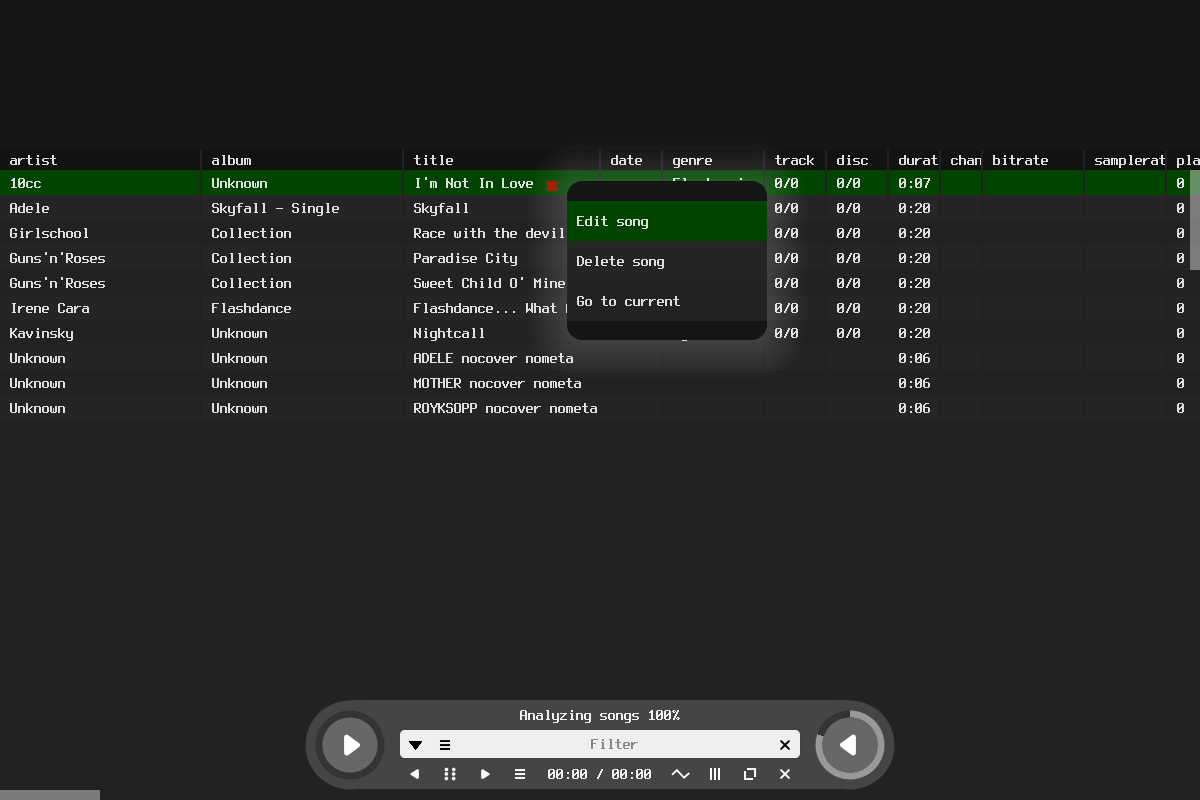 artist album title date genre track disc durat chan bitrate samplerat pla
10cc Unknown I'm Not In Love 0/0 0/0 0:07 0
Adele Skyfall - Single Skyfall 0/0 0/0 0:20 0
Edit song
Girlschool Collection Race with the devil 0/0 0/0 0:20 0
Guns'n'Roses Collection Paradise City 0/0 0/0 0:20 0
Delete song
Guns'n'Roses Collection Sweet Child O' Mine 0/0 0/0 0:20 0
Go to current
Irene Cara Flashdance Flashdance... What 0/0 0/0 0:20 0
Kavinsky Unknown Nightcall 0/0 0/0 0:20 0
Unknown Unknown ADELE nocover nometa 0:06 0
Unknown Unknown MOTHER nocover nometa 0:06 0
Unknown Unknown ROYKSOPP nocover nometa 0:06 0
Analyzing songs 100%
Filter
00:00 / 00:00